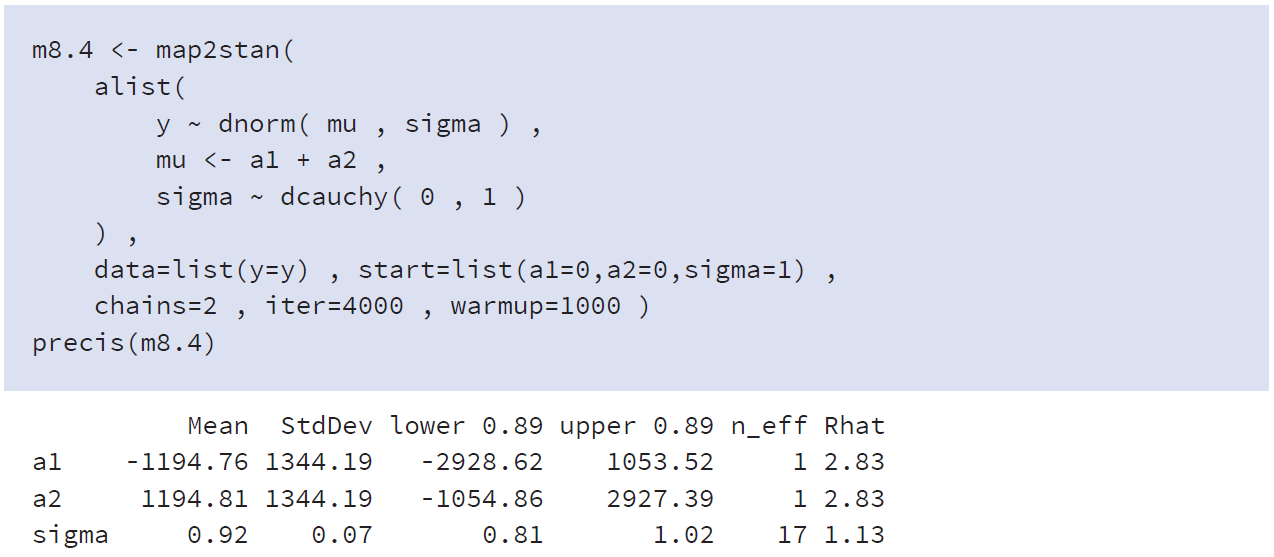 m8.4 <- map2stan(
    alist(
        y ~ dnorm( mu , sigma ) ,
        mu <- a1 + a2 ,
        sigma ~ dcauchy( 0 , 1 )
    ) ,
    data=list(y=y) , start=list(a1=0,a2=0,sigma=1) ,
    chains=2 , iter=4000 , warmup=1000 )
precis(m8.4)
          Mean  StdDev lower 0.89 upper 0.89 n_eff Rhat
a1    -1194.76 1344.19   -2928.62    1053.52     1 2.83
a2     1194.81 1344.19   -1054.86    2927.39     1 2.83
sigma     0.92    0.07       0.81       1.02    17 1.13